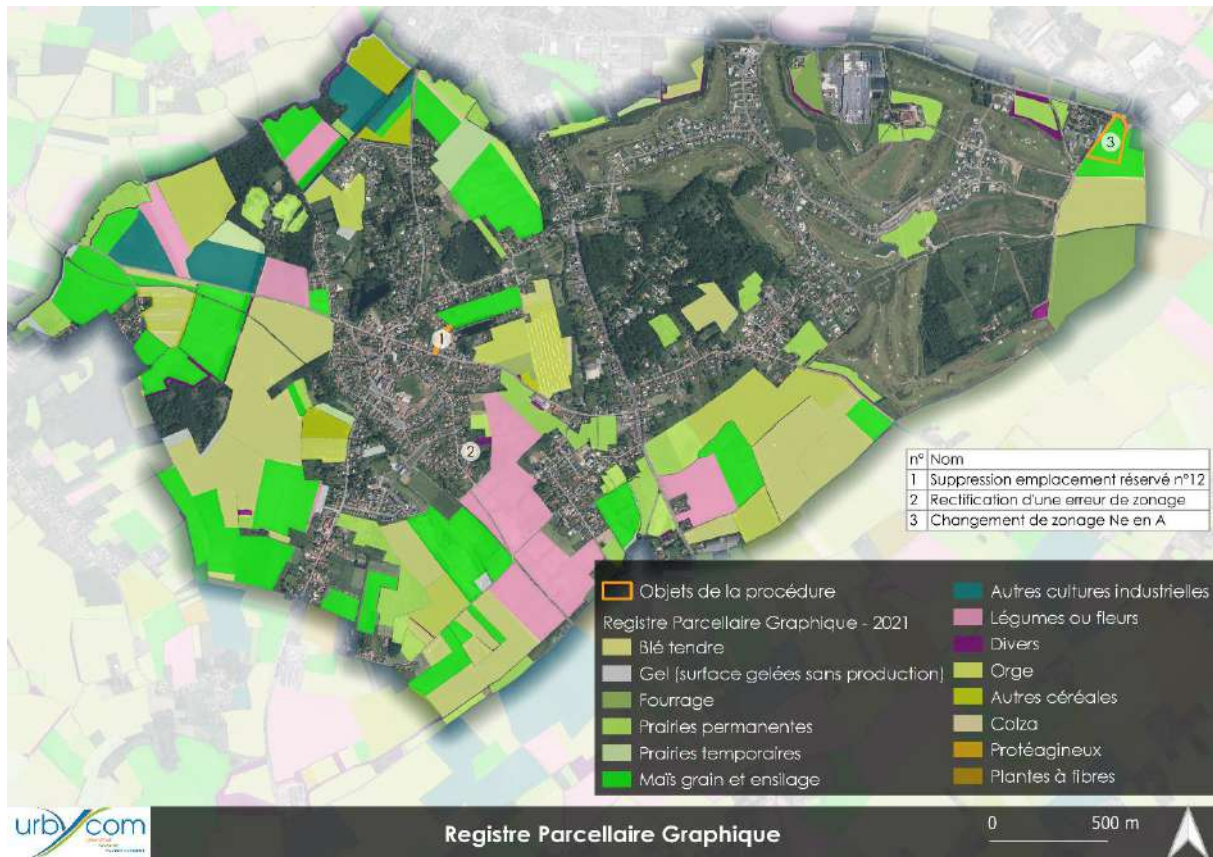 3
1
2
n° Nom
1 Suppression emplacement réservé n°12
2 Rectification d'une erreur de zonage
3 Changement de zonage Ne en A
Objets de la procédure
Registre Parcellaire Graphique - 2021
Blé tendre
Gel (surface gelées sans production)
Fourrage
Prairies permanentes
Prairies temporaires
Maïs grain et ensilage
Autres cultures industrielles
Légumes ou fleurs
Divers
Orge
Autres céréales
Colza
Protéagineux
Plantes à fibres
urbycom
Registre Parcellaire Graphique
0 500 m